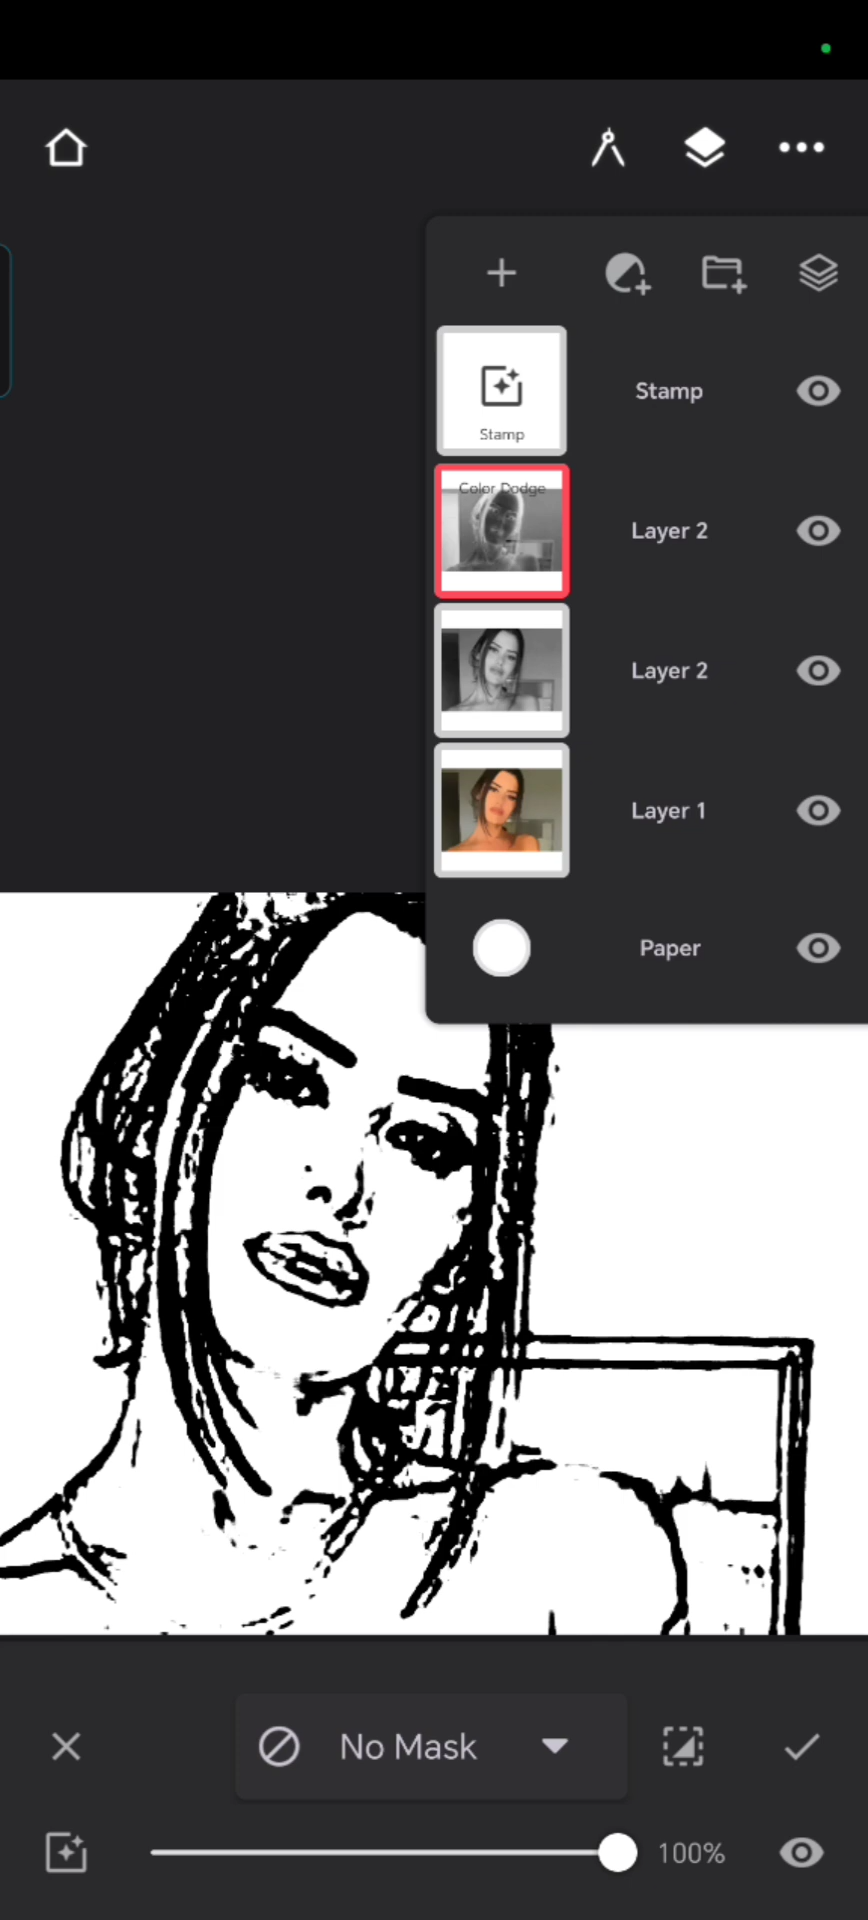 Stamp
Stamp
Color Dodge
Layer 2
Layer 2
Layer 1
Paper
No Mask
100%